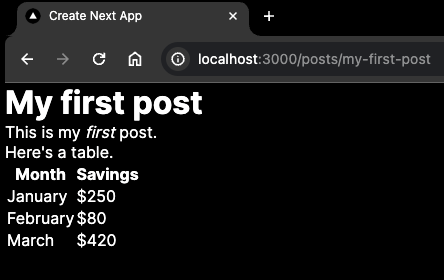 Create Next App
localhost:3000/posts/my-first-post
My first post
This is my first post.
Here's a table.
Month Savings
January $250
February $80
March $420